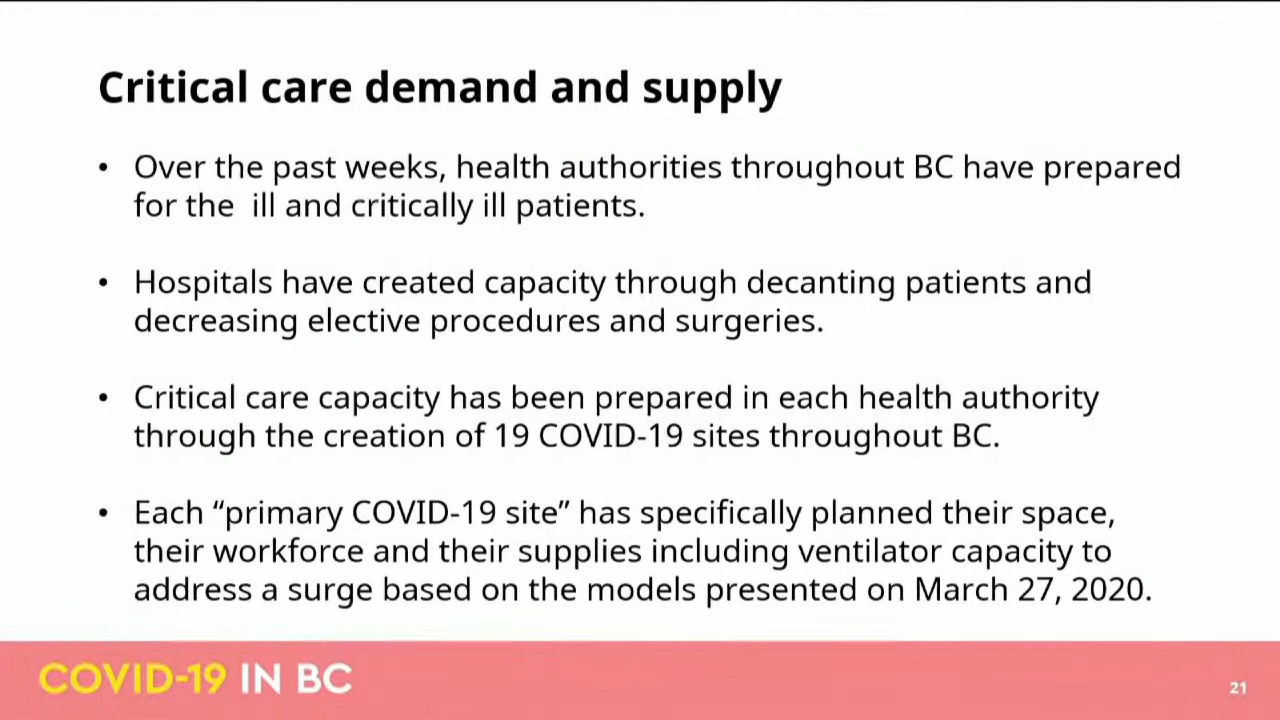 Critical care demand and supply
• Over the past weeks, health authorities throughout BC have prepared
for the  ill and critically ill patients.
• Hospitals have created capacity through decanting patients and
decreasing elective procedures and surgeries.
• Critical care capacity has been prepared in each health authority
through the creation of 19 COVID-19 sites throughout BC.
• Each “primary COVID-19 site” has specifically planned their space,
their workforce and their supplies including ventilator capacity to
address a surge based on the models presented on March 27, 2020.
COVID-19 IN BC
21